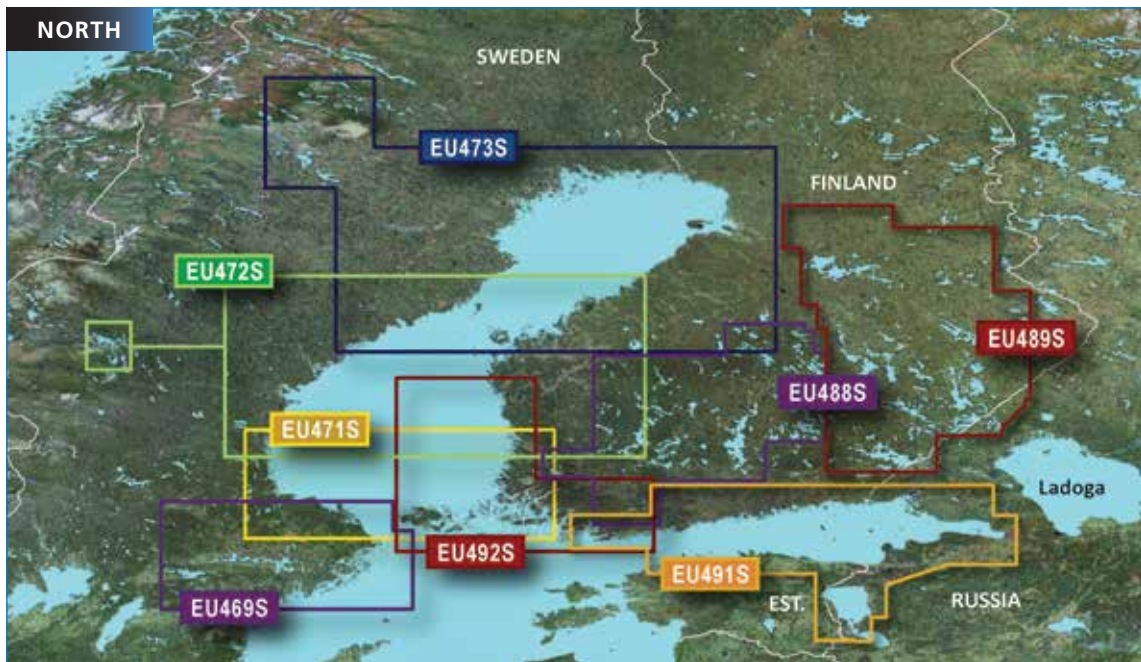 NORTH
SWEDEN
EU473S
FINLAND
EU472S
EU489S
EU488S
EU471S
Ladoga
EU492S
EU491S
EST.
RUSSIA
EU469S